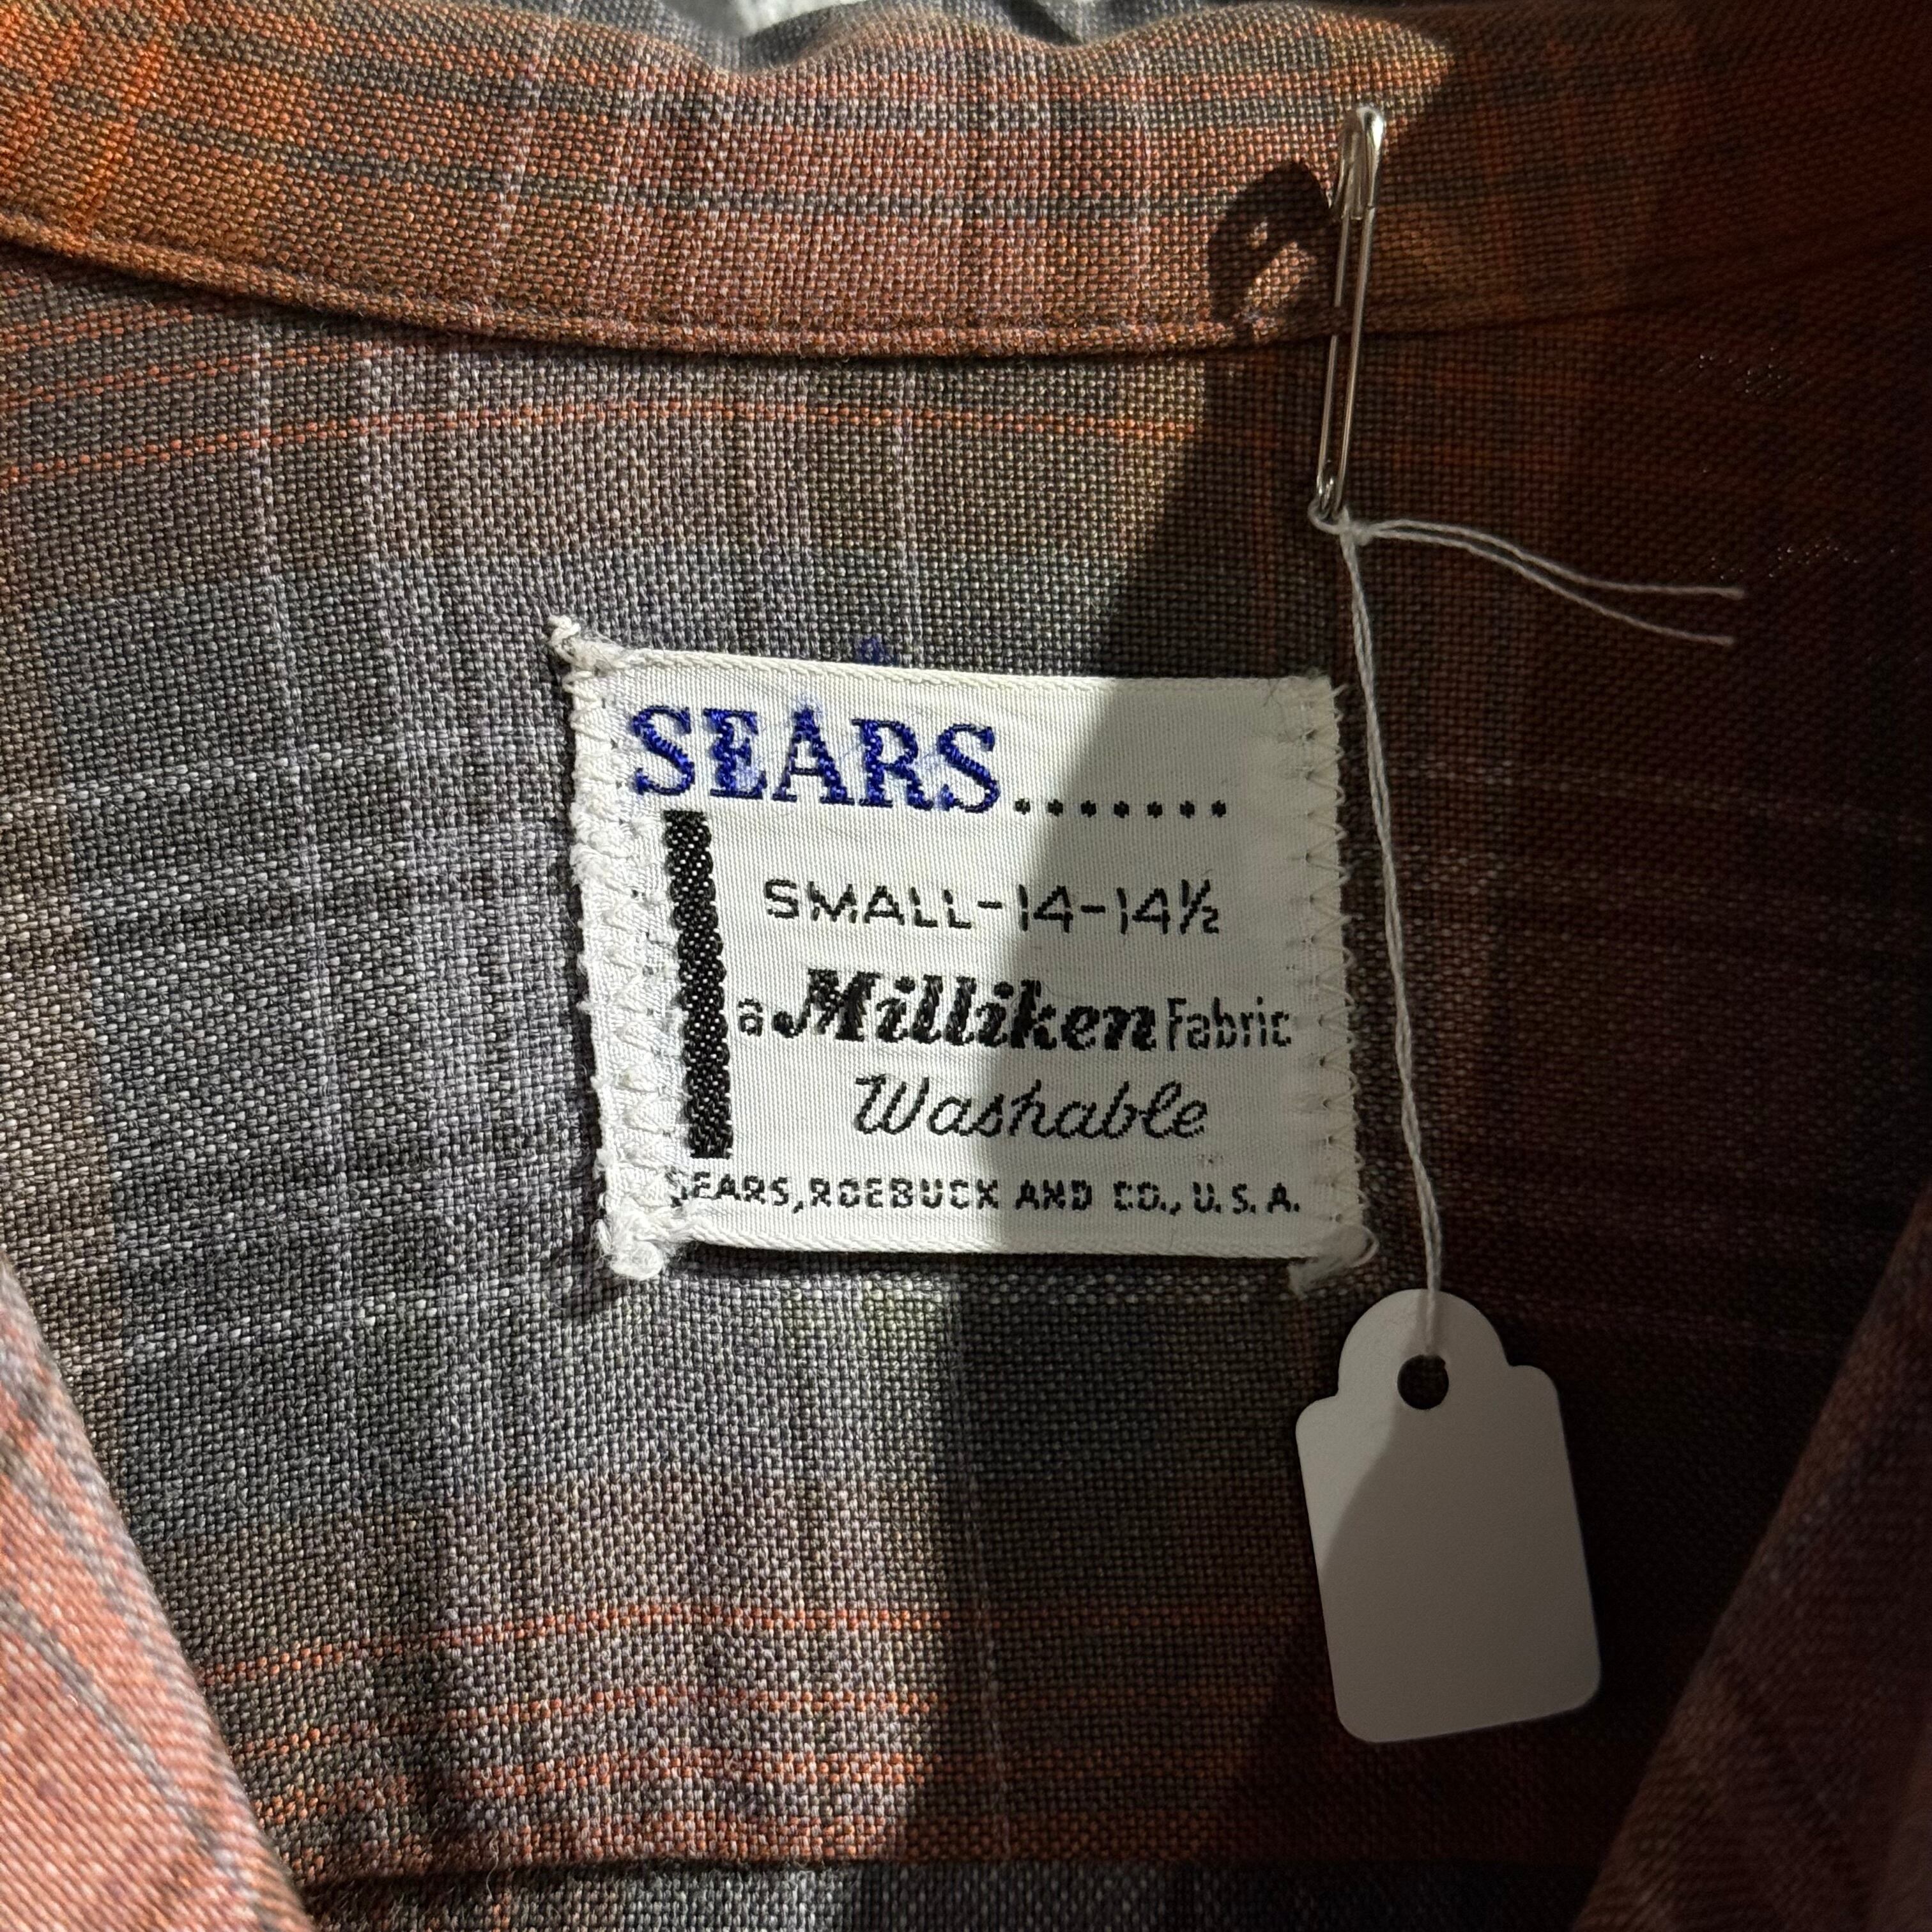 SEARS.......
SMALL-14-14½
a Milliken Fabric
Washable
SEARS, ROEBUCK AND CO., U.S.A.